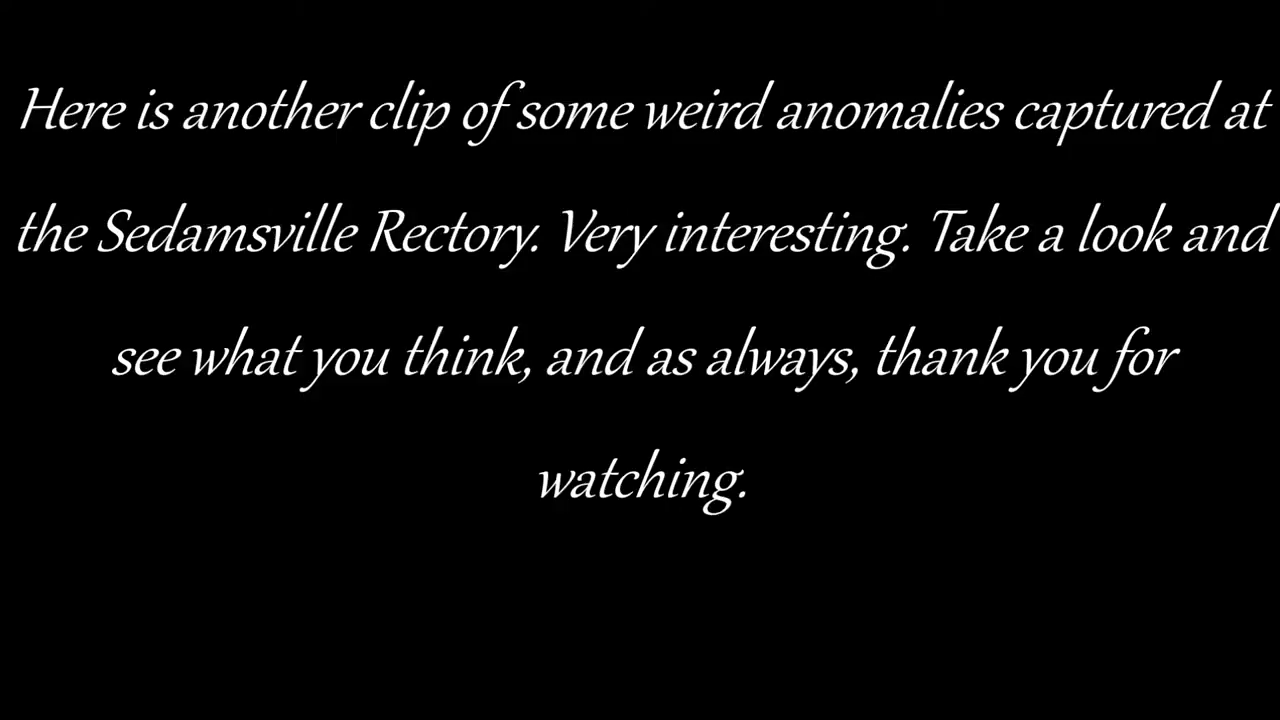 Here is another clip of some weird anomalies captured at
the Sedamsville Rectory. Very interesting. Take a look and
see what you think, and as always, thank you for
watching.